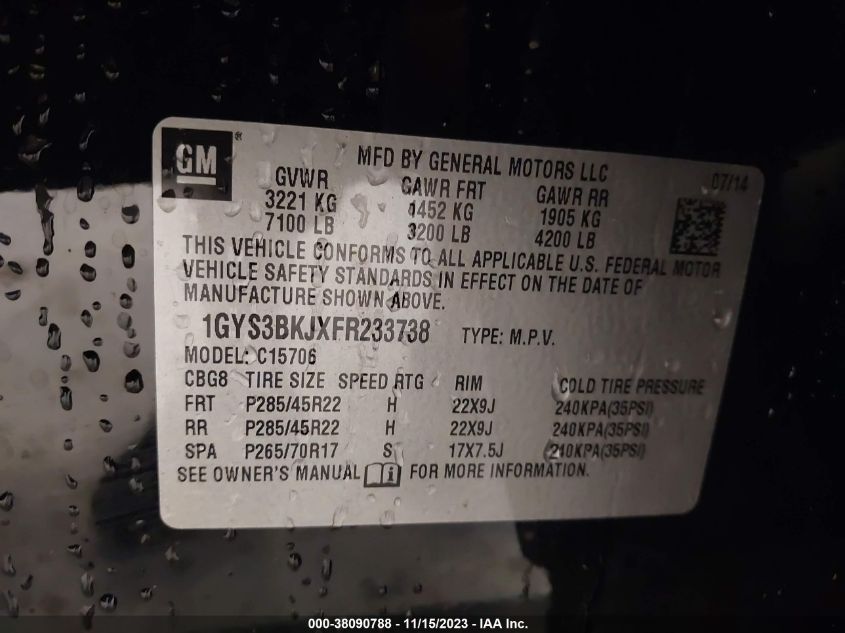 GM ®
MFD BY GENERAL MOTORS LLC 07/14
GVWR GAWR FRT GAWR RR
3221 KG 1452 KG 1905 KG
7100 LB 3200 LB 4200 LB
THIS VEHICLE CONFORMS TO ALL APPLICABLE U.S. FEDERAL MOTOR
VEHICLE SAFETY STANDARDS IN EFFECT ON THE DATE OF
MANUFACTURE SHOWN ABOVE.
1GYS3BKJXFR233738 TYPE: M.P.V.
MODEL: C15706
CBG8 TIRE SIZE SPEED RTG RIM COLD TIRE PRESSURE
FRT P285/45R22 H 22X9J 240KPA(35PSI)
RR P285/45R22 H 22X9J 240KPA(35PSI)
SPA P265/70R17 S 17X7.5J 240KPA(35PSI)
SEE OWNER'S MANUAL i FOR MORE INFORMATION.
000-38090788 - 11/15/2023 - IAA Inc.